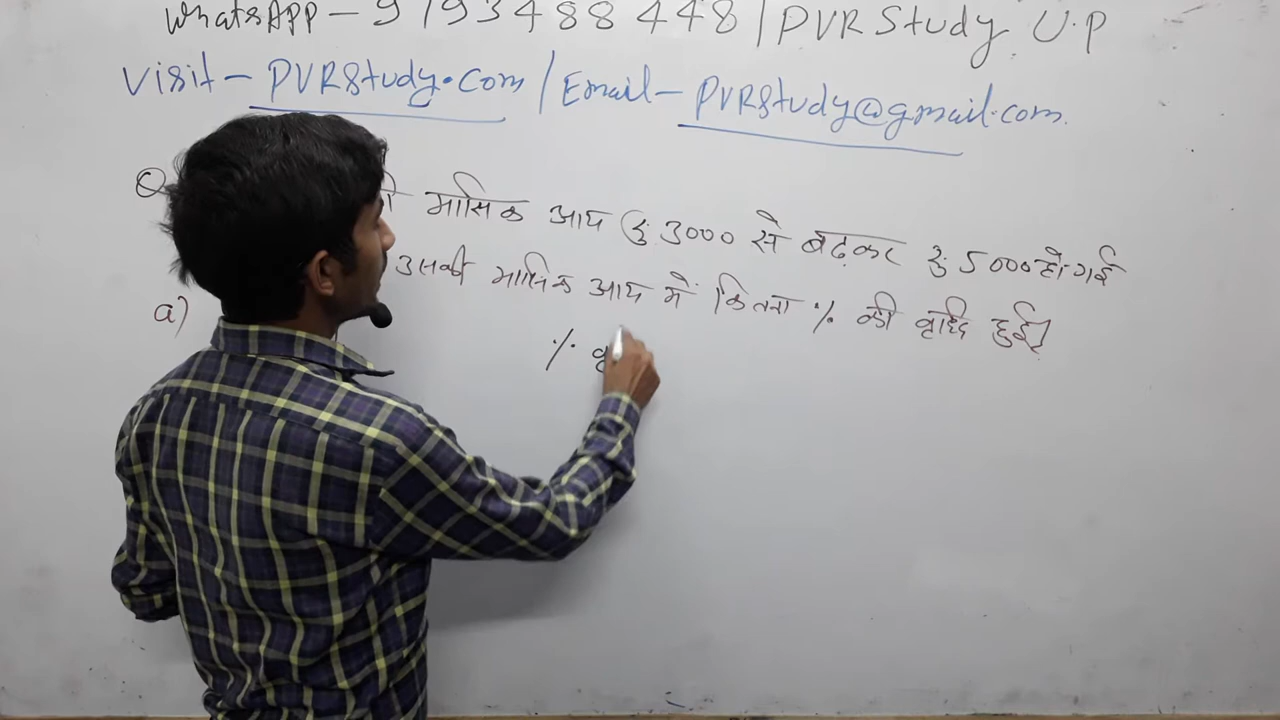 WhatsApp - 9193488448 | PVR Study U.P
Visit - PVRStudy.Com / Email - PVRStudy@gmail.com
Q मासिक आय रु 3000 से बढ़कर रु 5000 हो गई
a) उसकी मासिक आय में कितना % की वृद्धि हुई?
% वृ